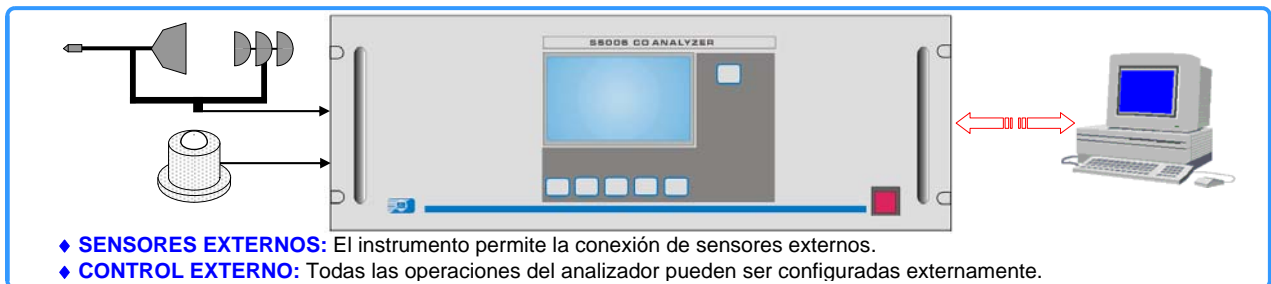 S5006 CO ANALYZER
♦ SENSORES EXTERNOS: El instrumento permite la conexión de sensores externos.
♦ CONTROL EXTERNO: Todas las operaciones del analizador pueden ser configuradas externamente.